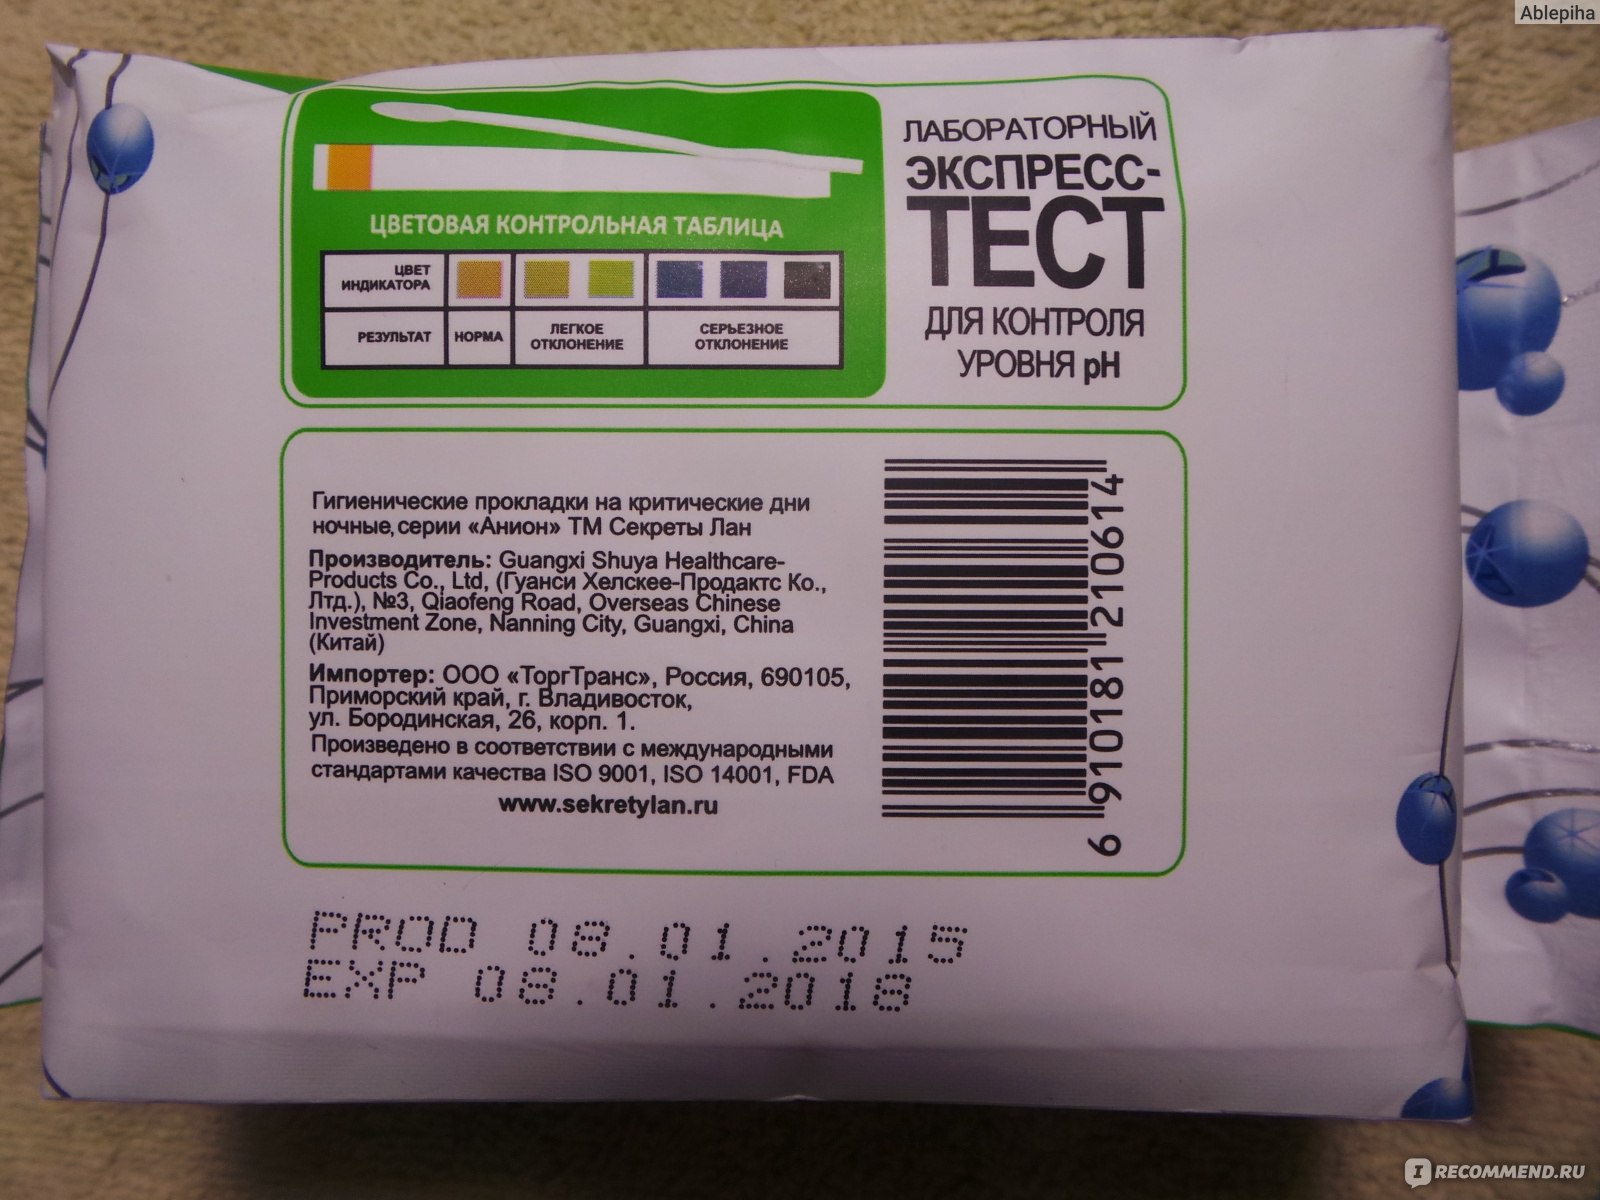 Ablepiha
ЛАБОРАТОРНЫЙ
ЭКСПРЕСС-
ТЕСТ
ДЛЯ КОНТРОЛЯ
УРОВНЯ pH
ЦВЕТОВАЯ КОНТРОЛЬНАЯ ТАБЛИЦА
ЦВЕТ
ИНДИКАТОРА
РЕЗУЛЬТАТ
НОРМА
ЛЕГКОЕ
ОТКЛОНЕНИЕ
СЕРЬЕЗНОЕ
ОТКЛОНЕНИЕ
Гигиенические прокладки на критические дни
ночные, серии «Анион» ТМ Секреты Лан
Производитель: Guangxi Shuya Healthcare-
Products Co., Ltd, (Гуанси Хелскее-Продактс Ко.,
Лтд.), №3, Qiaofeng Road, Overseas Chinese
Investment Zone, Nanning City, Guangxi, China
(Китай)
Импортер: ООО «ТоргТранс», Россия, 690105,
Приморский край, г. Владивосток,
ул. Бородинская, 26, корп. 1.
Произведено в соответствии с международными
стандартами качества ISO 9001, ISO 14001, FDA
www.sekretylan.ru
6 910181 210614
PROD 08.01.2015
EXP 08.01.2018
IRECOMMEND.RU